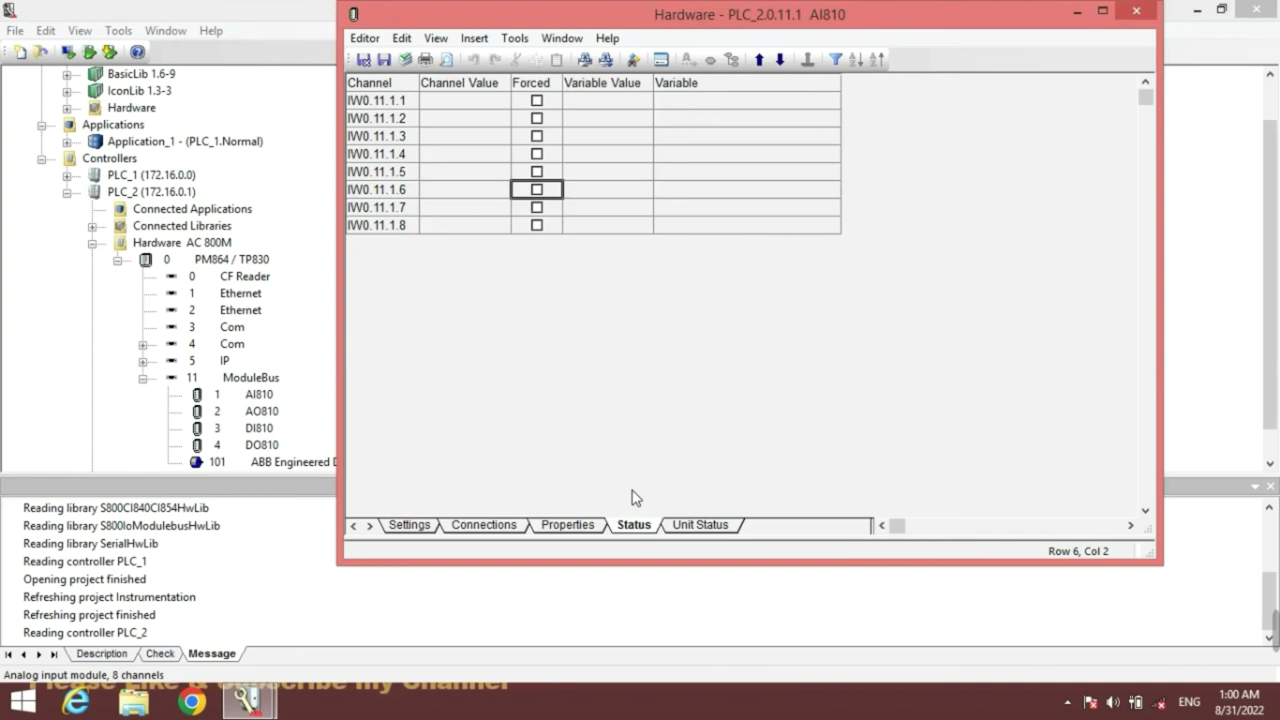 Hardware - PLC_2.0.11.1 AI810
File Edit View Tools Window Help
Editor Edit View Insert Tools Window Help
BasicLib 1.6-9
IconLib 1.3-3
Hardware
Applications
Application_1 - (PLC_1.Normal)
Controllers
PLC_1 (172.16.0.0)
PLC_2 (172.16.0.1)
Connected Applications
Connected Libraries
Hardware AC 800M
0 PM864 / TP830
0 CF Reader
1 Ethernet
2 Ethernet
3 Com
4 Com
5 IP
11 ModuleBus
1 AI810
2 AO810
3 DI810
4 DO810
101 ABB Engineered D
Channel Channel Value Forced Variable Value Variable
IW0.11.1.1
IW0.11.1.2
IW0.11.1.3
IW0.11.1.4
IW0.11.1.5
IW0.11.1.6
IW0.11.1.7
IW0.11.1.8
Settings Connections Properties Status Unit Status
Row 6, Col 2
Reading library S800CI840CI854HwLib
Reading library S800IoModulebusHwLib
Reading library SerialHwLib
Reading controller PLC_1
Opening project finished
Refreshing project Instrumentation
Refreshing project finished
Reading controller PLC_2
Description Check Message
Analog input module, 8 channels
Please Like & Subscribe my Channel
ENG
1:00 AM
8/31/2022